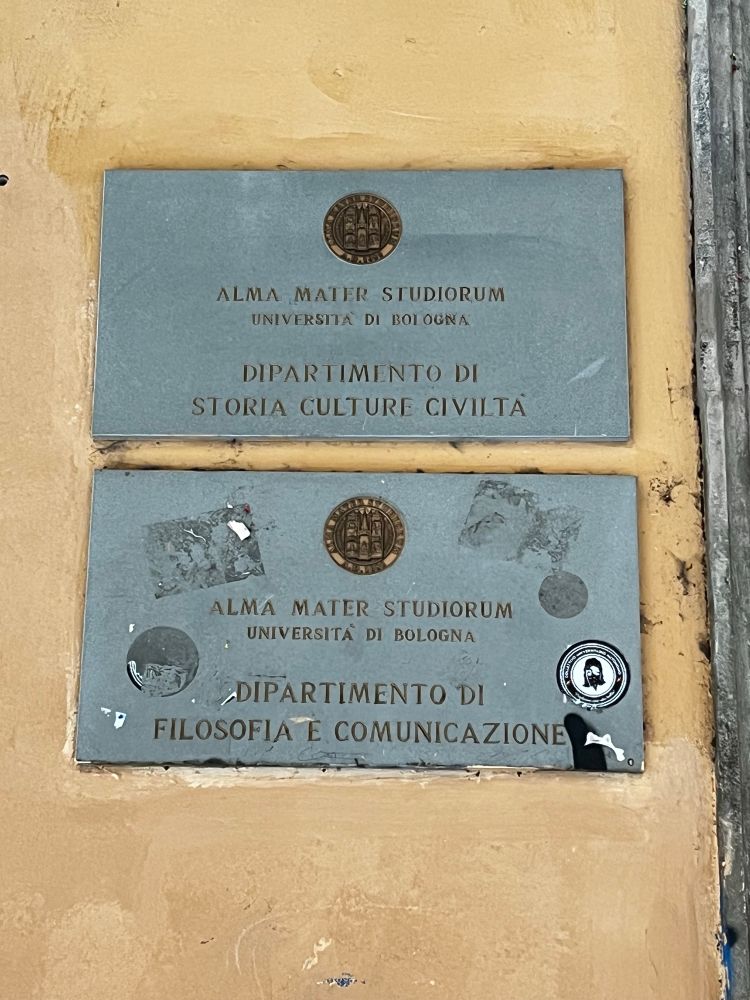 ALMA MATER STUDIORUM
UNIVERSITÀ DI BOLOGNA
DIPARTIMENTO DI
STORIA CULTURE CIVILTÀ
ALMA MATER STUDIORUM
UNIVERSITÀ DI BOLOGNA
DIPARTIMENTO DI
FILOSOFIA E COMUNICAZIONE